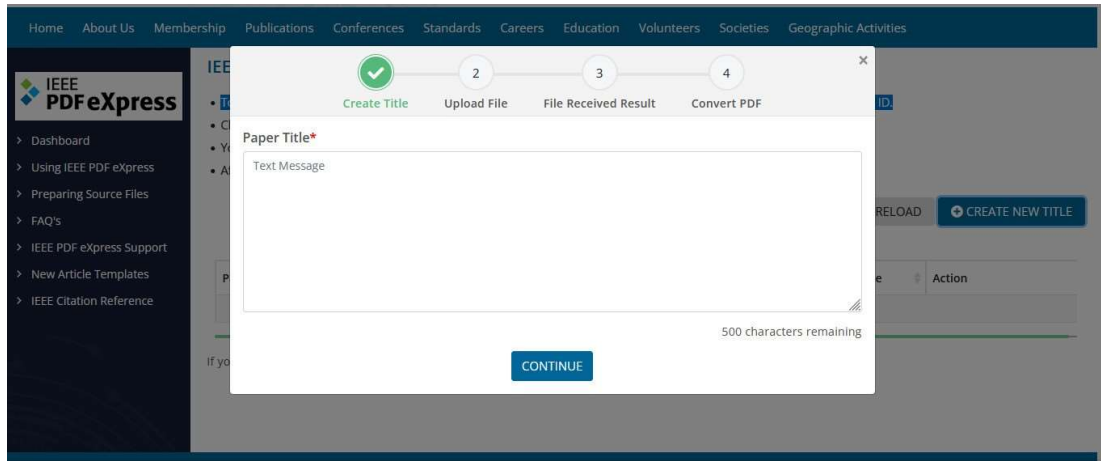 Home About Us Membership Publications Conferences Standards Careers Education Volunteers Societies Geographic Activities
IEEE
PDF eXpress
> Dashboard
> Using IEEE PDF eXpress
> Preparing Source Files
> FAQ's
> IEEE PDF eXpress Support
> New Article Templates
> IEEE Citation Reference
IEE
ID.
×
2 3 4
Create Title Upload File File Received Result Convert PDF
Paper Title*
Text Message
500 characters remaining
CONTINUE
RELOAD CREATE NEW TITLE
P
e Action
If yo